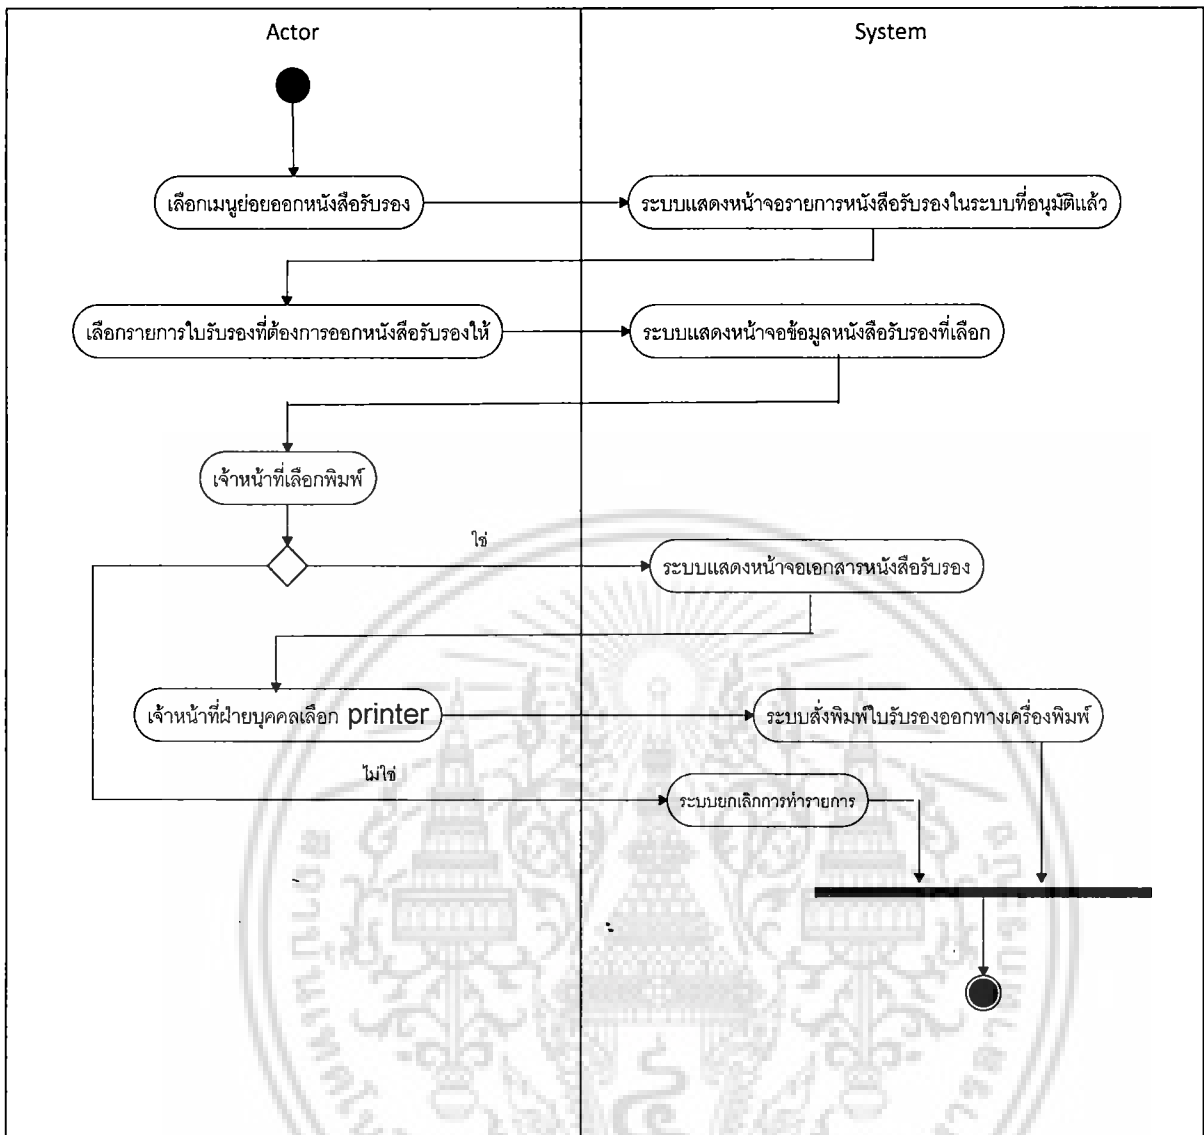 Actor
System
เลือกเมนูย่อยออกหนังสือรับรอง
ระบบแสดงหน้าจอรายการหนังสือรับรองในระบบที่อนุมัติแล้ว
เลือกรายการใบรับรองที่ต้องการออกหนังสือรับรองให้
ระบบแสดงหน้าจอข้อมูลหนังสือรับรองที่เลือก
เจ้าหน้าที่เลือกพิมพ์
ใช่
ระบบแสดงหน้าจอเอกสารหนังสือรับรอง
เจ้าหน้าที่ฝ่ายบุคคลเลือก printer
ระบบสั่งพิมพ์ใบรับรองออกทางเครื่องพิมพ์
ไม่ใช่
ระบบยกเลิกการทำรายการ